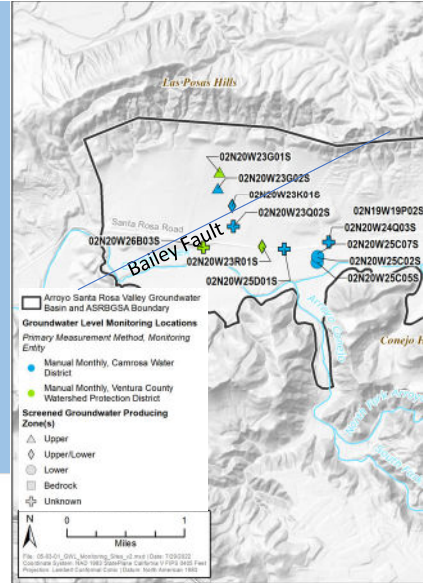 Las Posas Hills
02N20W23G01S
02N20W23G02S
02N20W23K01S
02N20W23Q02S
02N19W19P02S
02N20W24Q03S
02N20W25C07S
02N20W25C02S
02N20W25C05S
Santa Rosa Road
02N20W26B03S
Bailey Fault
02N20W23R01S
02N20W25D01S
Conejo H
Arroyo Santa Rosa Valley Groundwater
Basin and ASRBGSA Boundary
Groundwater Level Monitoring Locations
Primary Measurement Method, Monitoring
Entity
Manual Monthly, Camrosa Water
District
Manual Monthly, Ventura County
Watershed Protection District
Screened Groundwater Producing
Zone(s)
Upper
Upper/Lower
Lower
Bedrock
Unknown
N
0 1
Miles